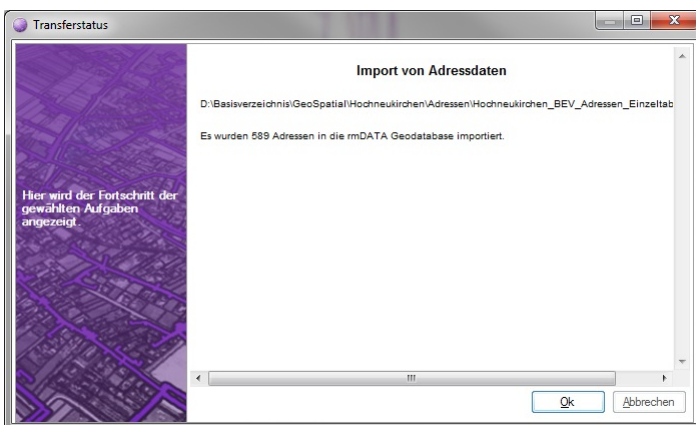 Transferstatus
Import von Adressdaten
D:\Basisverzeichnis\GeoSpatial\Hochneukirchen\Adressen\Hochneukirchen_BEV_Adressen_Einzeltab
Es wurden 589 Adressen in die rmDATA Geodatabase importiert.
Hier wird der Fortschritt der
gewählten Aufgaben
angezeigt.
Ok
Abbrechen